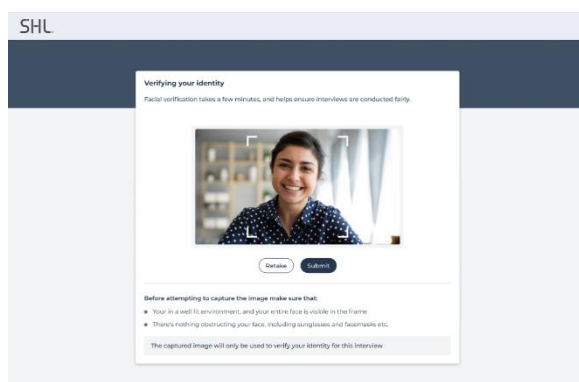 SHL.
Verifying your identity
Facial verification takes a few minutes, and helps ensure interviews are conducted fairly.
Retake
Submit
Before attempting to capture the image make sure that:
Your in a well lit environment, and your entire face is visible in the frame
There's nothing obstructing your face, including sunglasses and facemasks etc.
The captured image will only be used to verify your identity for this interview